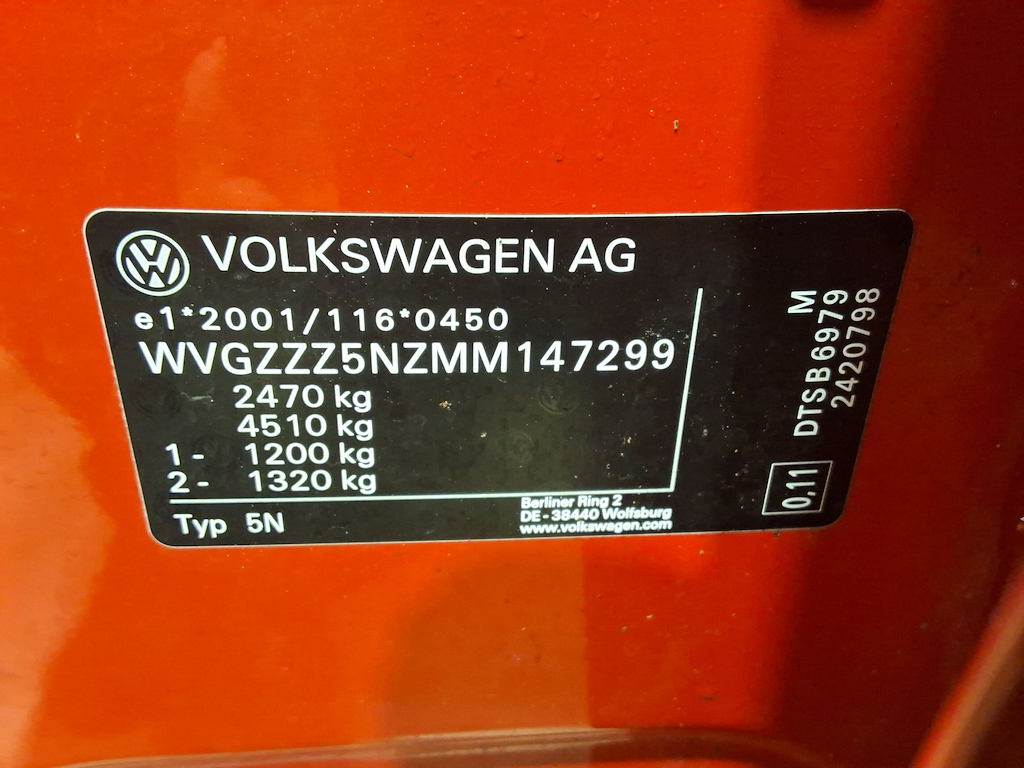 VOLKSWAGEN AG
e1*2001/116*0450
WVGZZZ5NZMM147299
2470 kg
4510 kg
1- 1200 kg
2- 1320 kg
Typ 5N
Berliner Ring 2
DE-38440 Wolfsburg
www.volkswagen.com
M
DTSB6979
2420798
0,11